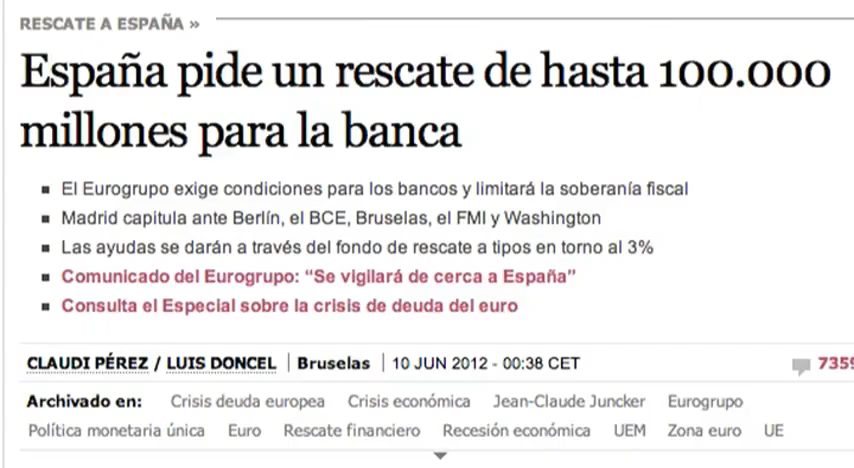 RESCATE A ESPAÑA »
España pide un rescate de hasta 100.000
millones para la banca
El Eurogrupo exige condiciones para los bancos y limitará la soberanía fiscal
Madrid capitula ante Berlín, el BCE, Bruselas, el FMI y Washington
Las ayudas se darán a través del fondo de rescate a tipos en torno al 3%
Comunicado del Eurogrupo: “Se vigilará de cerca a España”
Consulta el Especial sobre la crisis de deuda del euro
CLAUDI PÉREZ / LUIS DONCEL | Bruselas | 10 JUN 2012 - 00:38 CET 7359
Archivado en: Crisis deuda europea Crisis económica Jean-Claude Juncker Eurogrupo
Política monetaria única Euro Rescate financiero Recesión económica UEM Zona euro UE